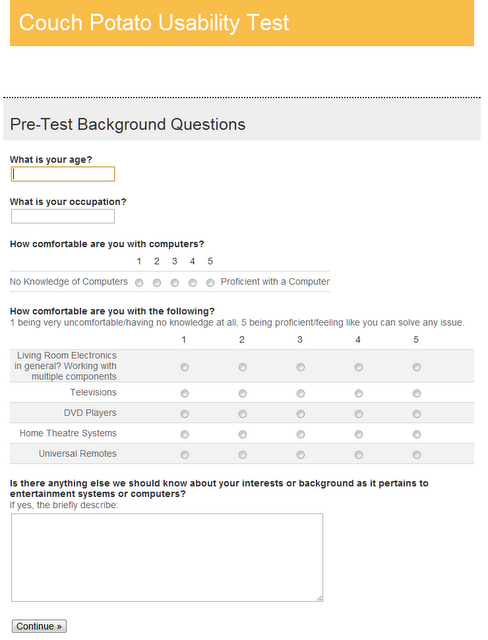 Couch Potato Usability Test
Pre-Test Background Questions
What is your age?
What is your occupation?
How comfortable are you with computers?
1 2 3 4 5
No Knowledge of Computers Proficient with a Computer
How comfortable are you with the following?
1 being very uncomfortable/having no knowledge at all, 5 being proficient/feeling like you can solve any issue.
1 2 3 4 5
Living Room Electronics
in general? Working with
multiple components
Televisions
DVD Players
Home Theatre Systems
Universal Remotes
Is there anything else we should know about your interests or background as it pertains to
entertainment systems or computers?
If yes, the briefly describe:
Continue »